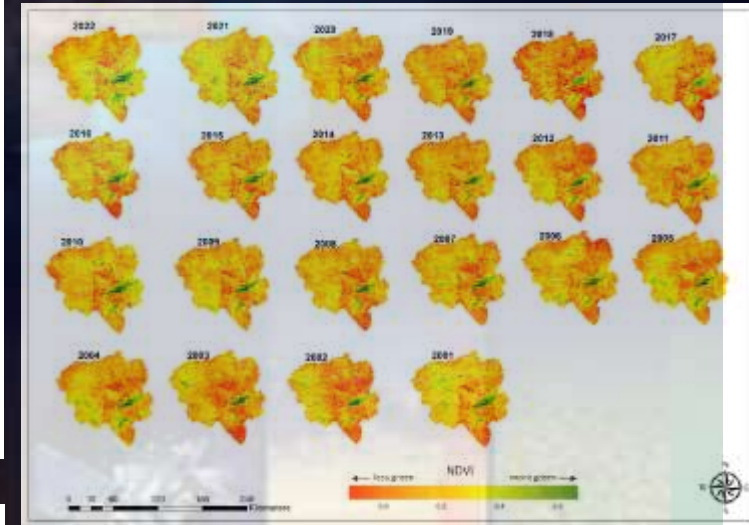 2022 2021 2020 2019 2018 2017
2016 2015 2014 2013 2012 2011
2010 2009 2008 2007 2006 2005
2004 2003 2002 2001
less green NDVI more green
Kilometers